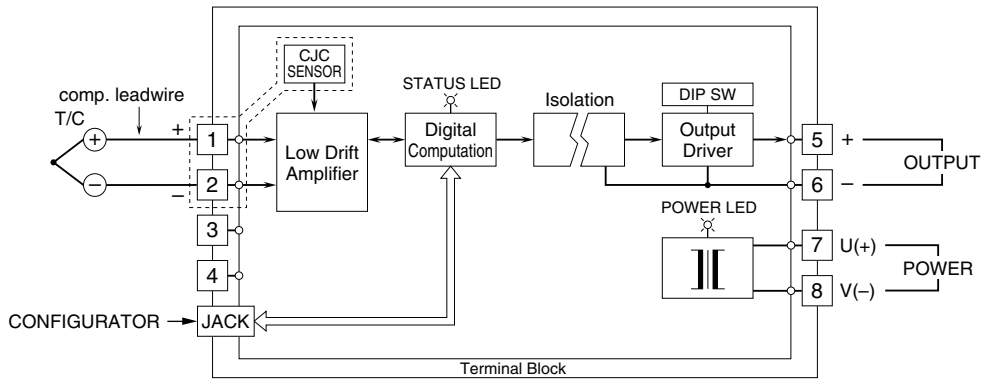 CJC
SENSOR
STATUS LED
DIP SW
comp. leadwire
T/C
Isolation
+
+
1
Low Drift
Amplifier
Digital
Computation
Output
Driver
5
+
OUTPUT
−
−
2
6
−
3
POWER LED
7
U(+)
POWER
4
8
V(–)
CONFIGURATOR
JACK
Terminal Block